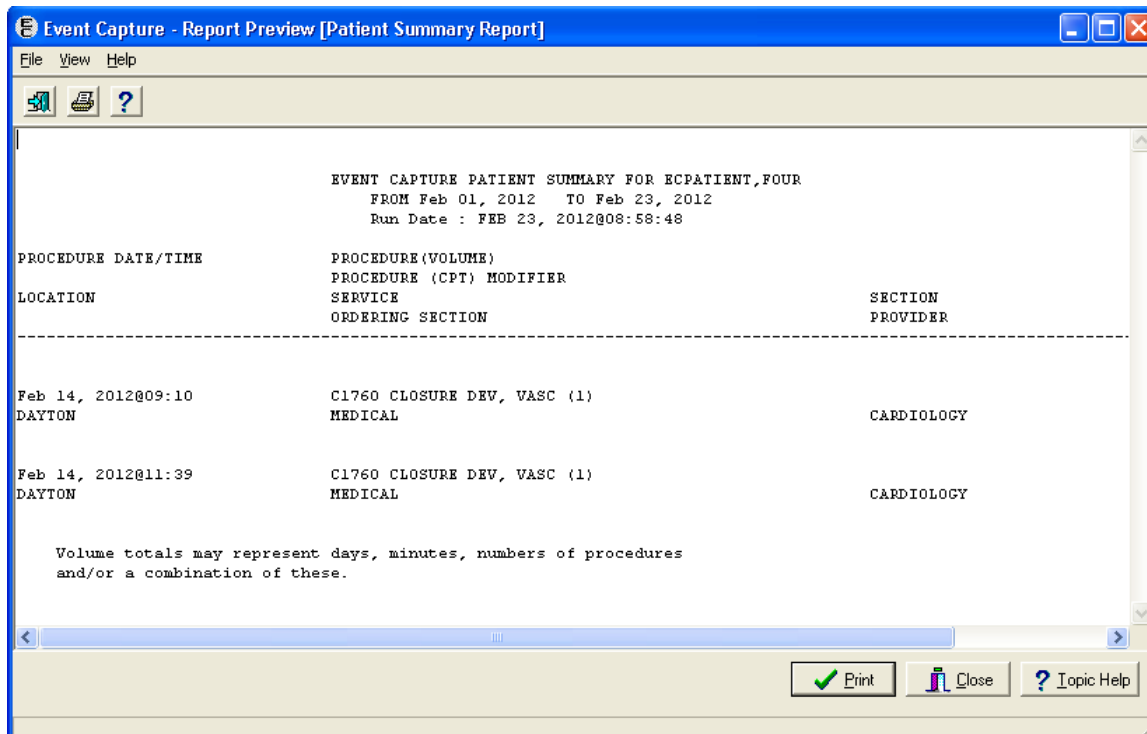 Event Capture - Report Preview [Patient Summary Report]
File View Help
EVENT CAPTURE PATIENT SUMMARY FOR ECPATIENT,FOUR
FROM Feb 01, 2012 TO Feb 23, 2012
Run Date : FEB 23, 2012@08:58:48
PROCEDURE DATE/TIME PROCEDURE(VOLUME)
PROCEDURE (CPT) MODIFIER
LOCATION SERVICE SECTION
ORDERING SECTION PROVIDER
Feb 14, 2012@09:10 C1760 CLOSURE DEV, VASC (1)
DAYTON MEDICAL CARDIOLOGY
Feb 14, 2012@11:39 C1760 CLOSURE DEV, VASC (1)
DAYTON MEDICAL CARDIOLOGY
Volume totals may represent days, minutes, numbers of procedures
and/or a combination of these.
Print Close ? Topic Help